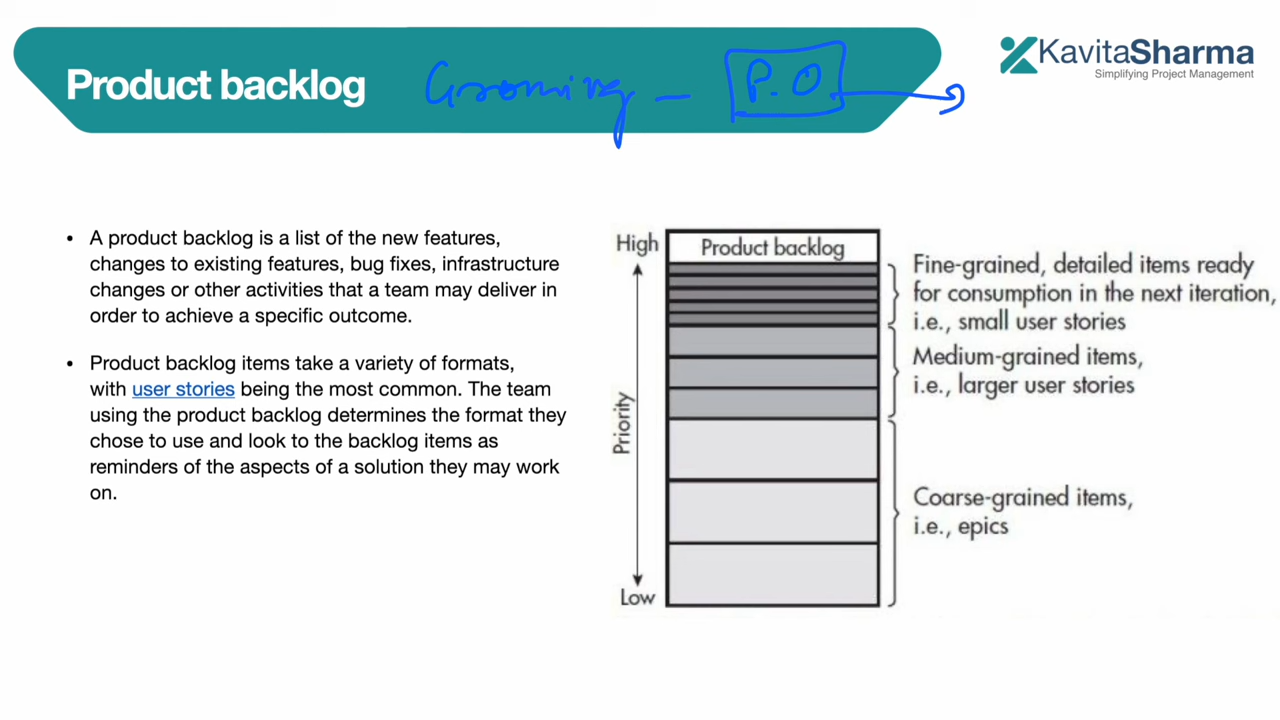 Product backlog
Groming - P.O
KavitaSharma
Simplifying Project Management
• A product backlog is a list of the new features,
changes to existing features, bug fixes, infrastructure
changes or other activities that a team may deliver in
order to achieve a specific outcome.
• Product backlog items take a variety of formats,
with user stories being the most common. The team
using the product backlog determines the format they
chose to use and look to the backlog items as
reminders of the aspects of a solution they may work
on.
High
Product backlog
Priority
Low
Fine-grained, detailed items ready
for consumption in the next iteration,
i.e., small user stories
Medium-grained items,
i.e., larger user stories
Coarse-grained items,
i.e., epics